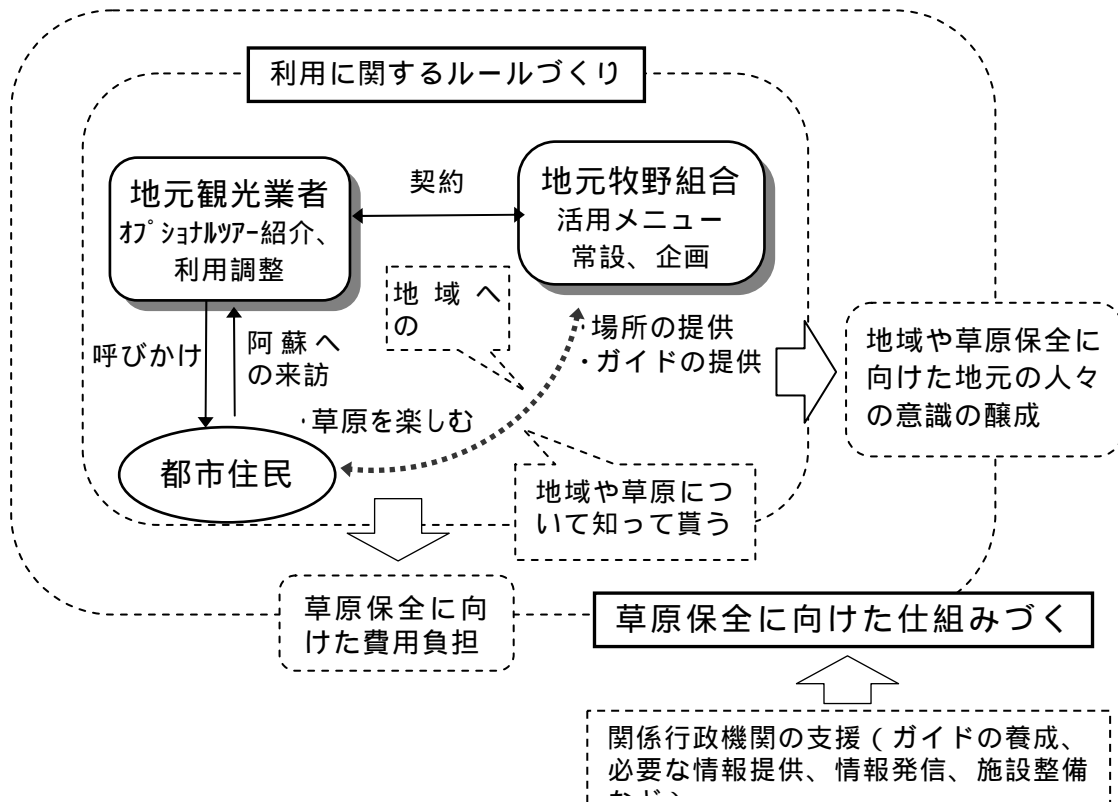 利用に関するルールづくり
地元観光業者
オプショナルツアー紹介、
利用調整
契約
地元牧野組合
活用メニュー
常設、企画
地域へ
の
・場所の提供
・ガイドの提供
呼びかけ
阿蘇へ
の来訪
・草原を楽しむ
都市住民
地域や草原につ
いて知って貰う
地域や草原保全に
向けた地元の人々
の意識の醸成
草原保全に向
けた費用負担
草原保全に向けた仕組みづく
関係行政機関の支援（ガイドの養成、
必要な情報提供、情報発信、施設整備